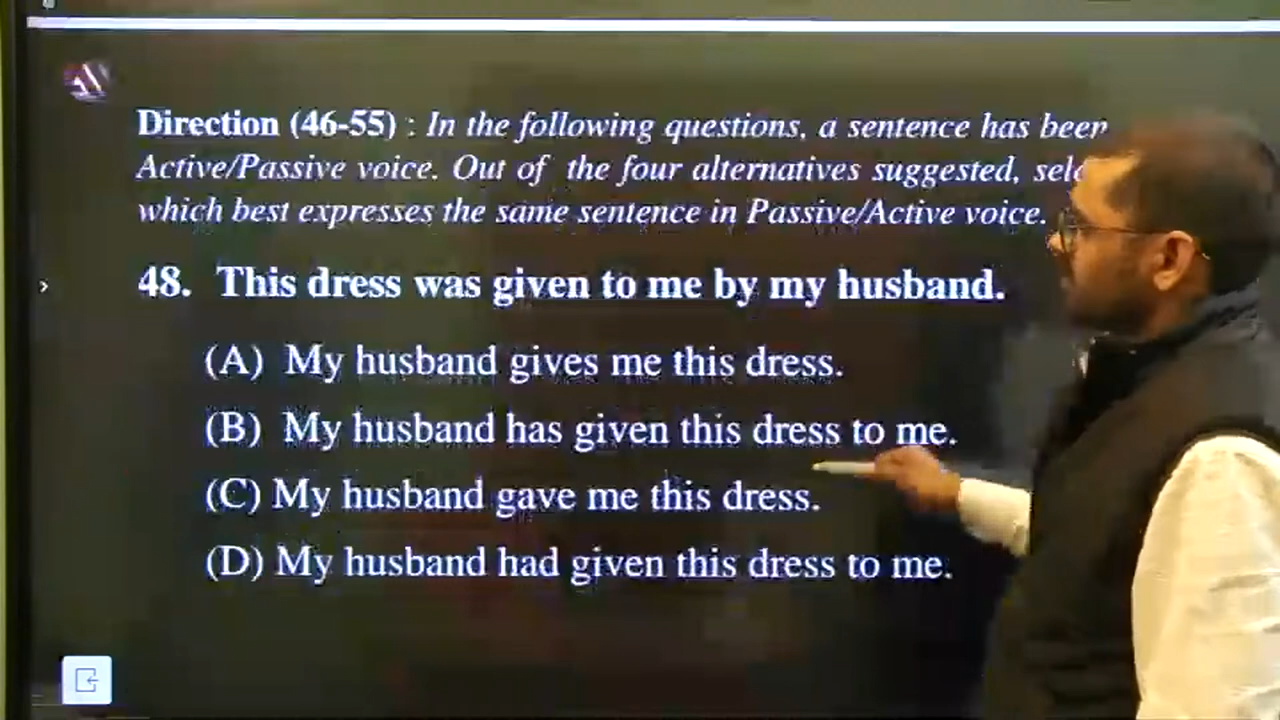 Direction (46-55) : In the following questions, a sentence has been
Active/Passive voice. Out of the four alternatives suggested,
which best expresses the same sentence in Passive/Active voice.
48. This dress was given to me by my husband.
(A) My husband gives me this dress.
(B) My husband has given this dress to me.
(C) My husband gave me this dress.
(D) My husband had given this dress to me.